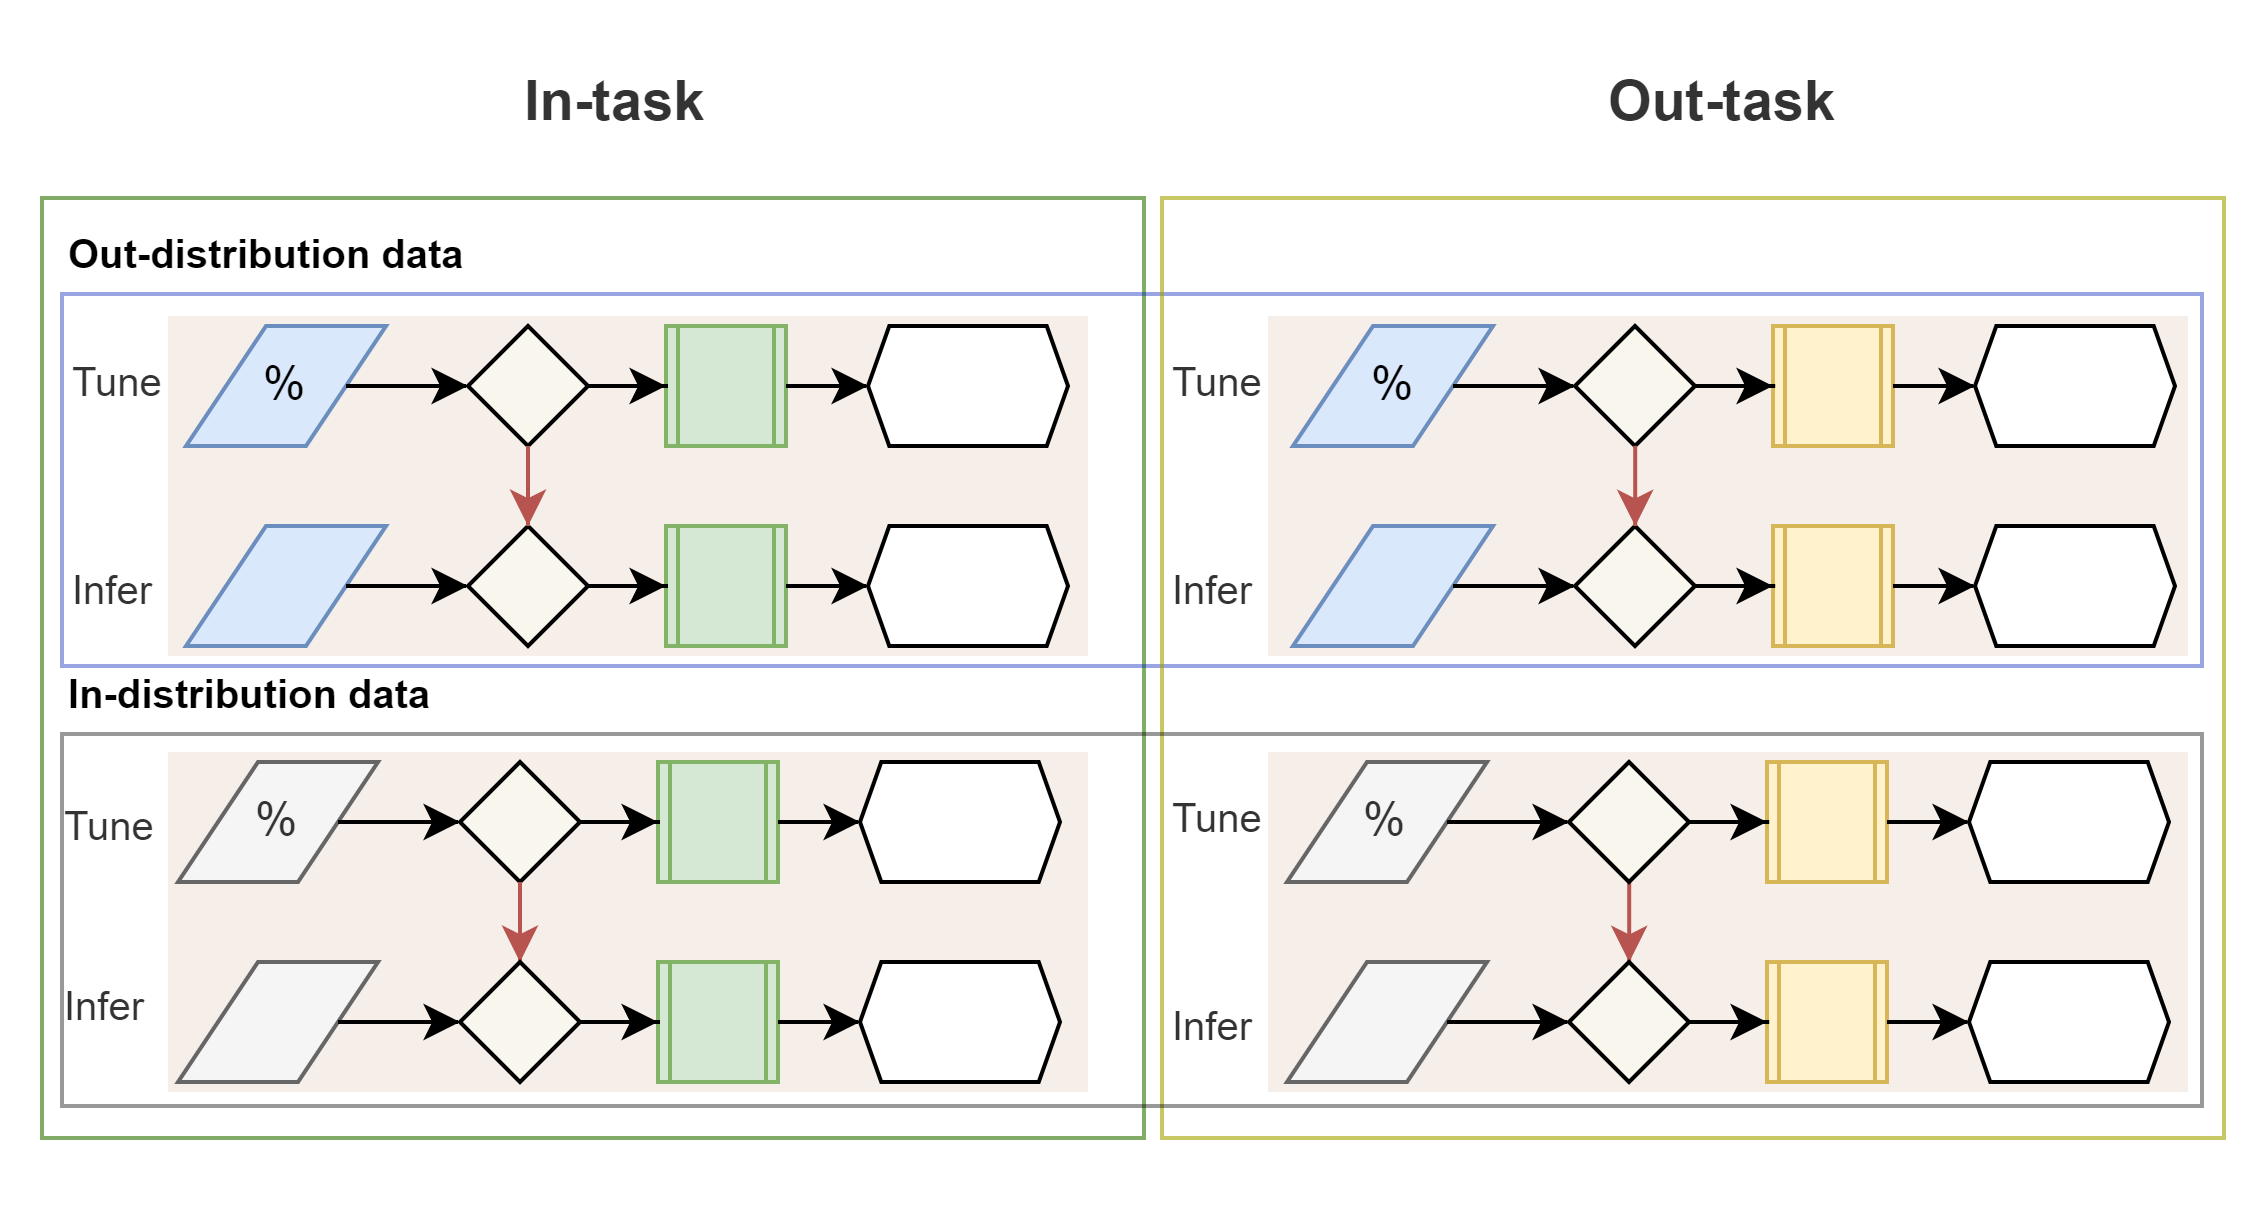 In-task
Out-task
Out-distribution data
Tune
%
Tune
%
Infer
Infer
In-distribution data
Tune
%
Tune
%
Infer
Infer